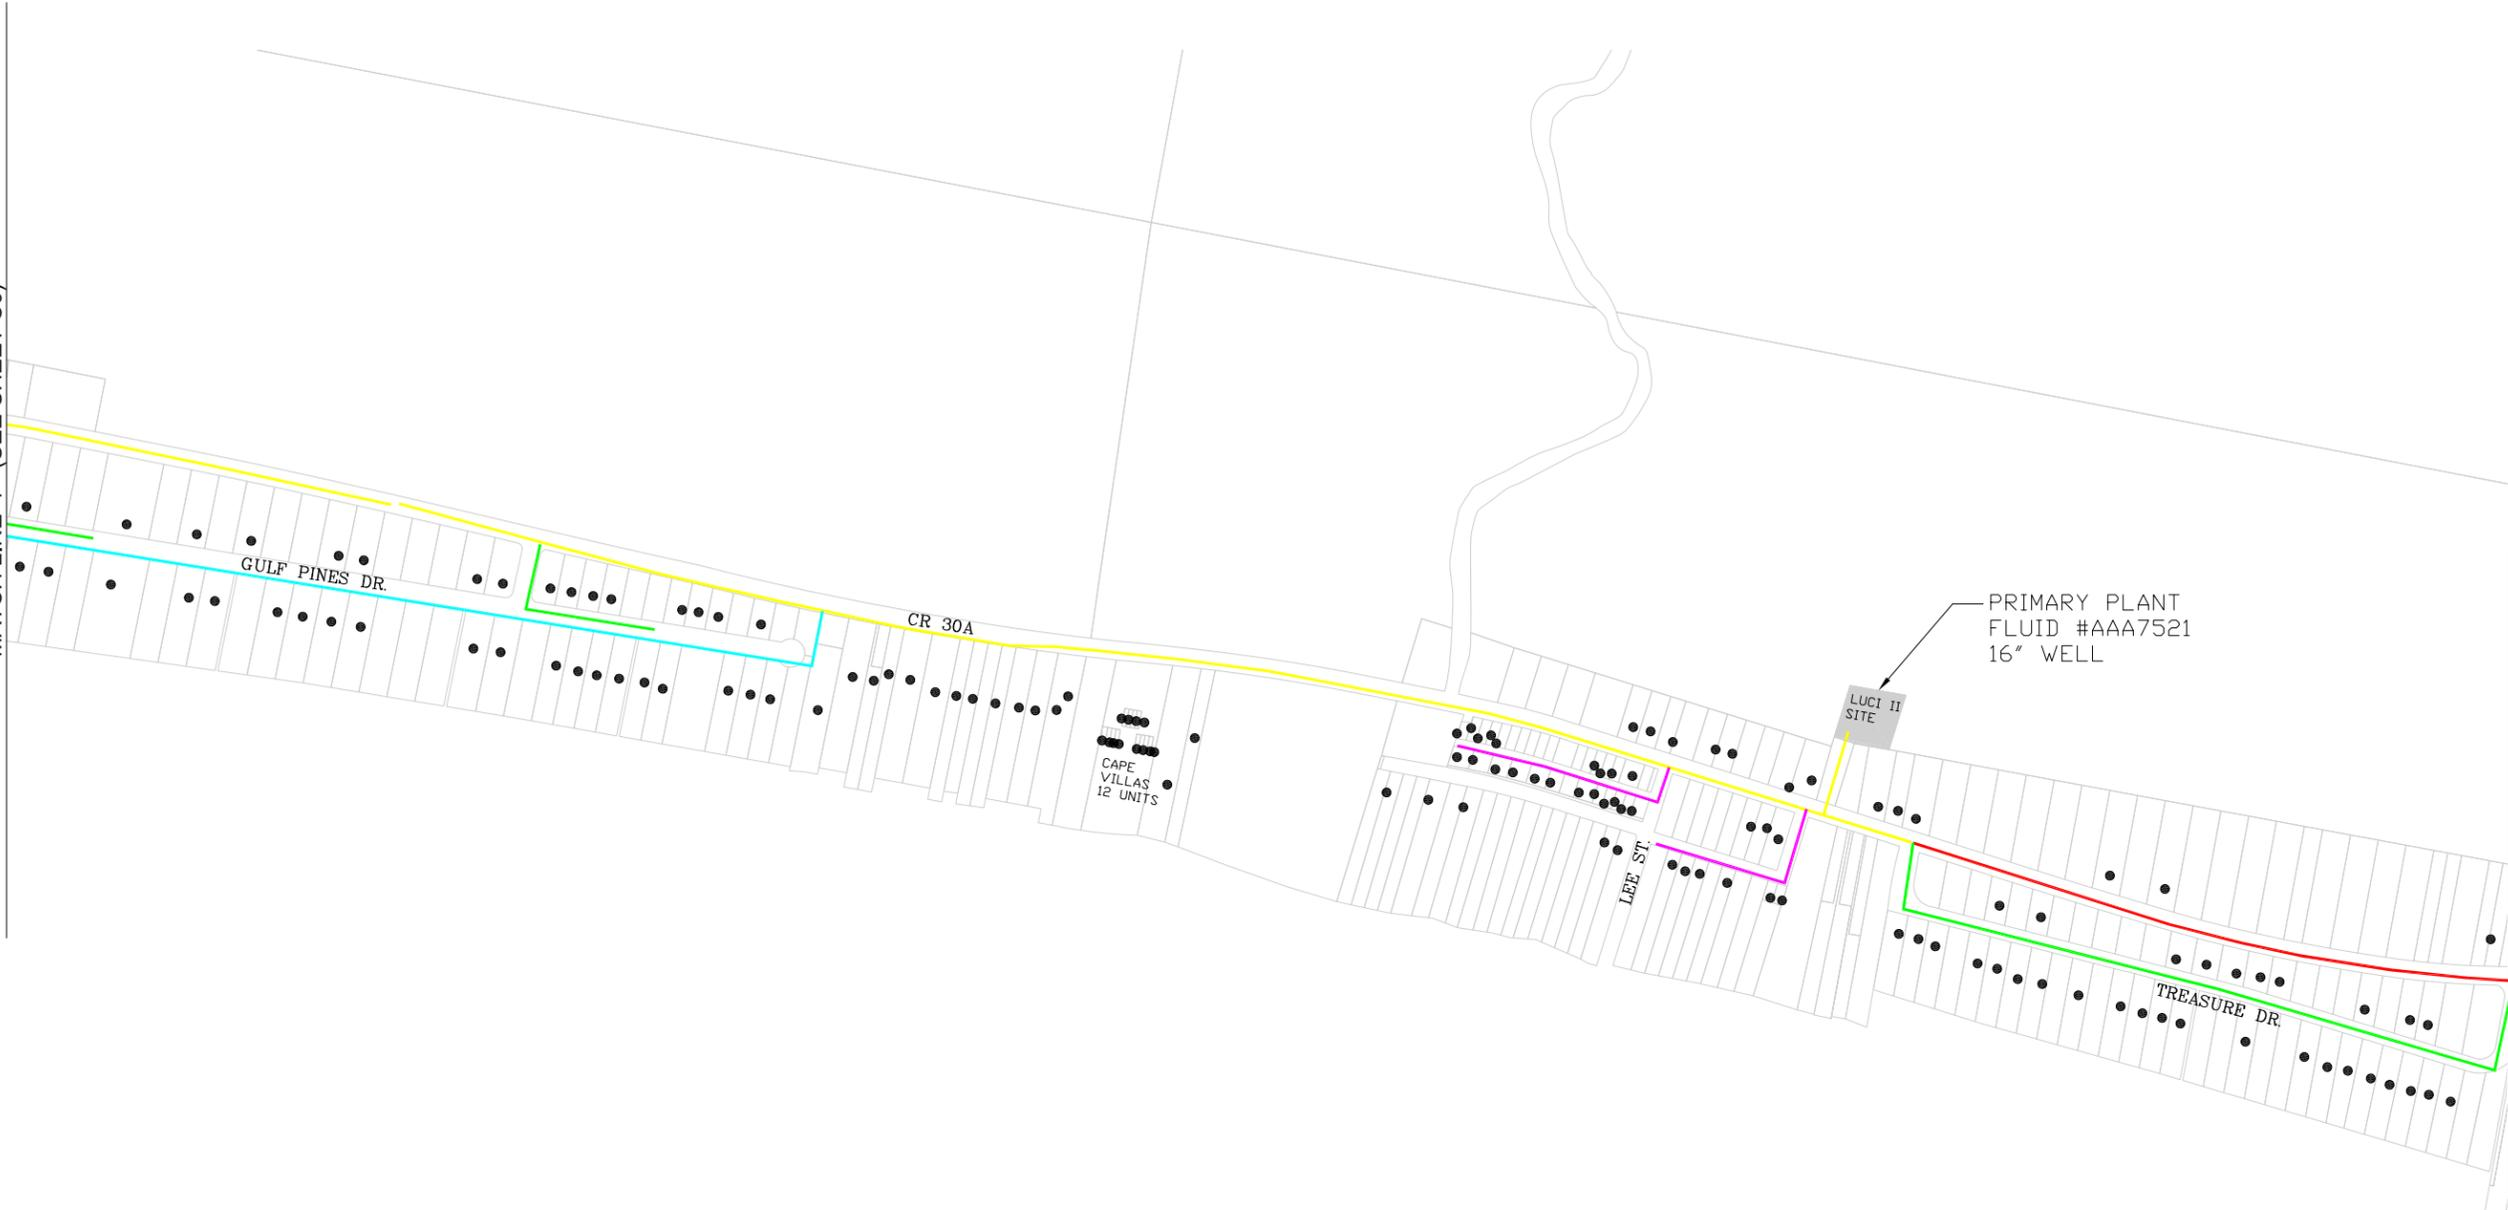 GULF PINES DR.
CR 30A
CAPE
VILLAS
12 UNITS
LEE ST.
LUCI II
SITE
PRIMARY PLANT
FLUID #AAA7521
16" WELL
TREASURE DR.